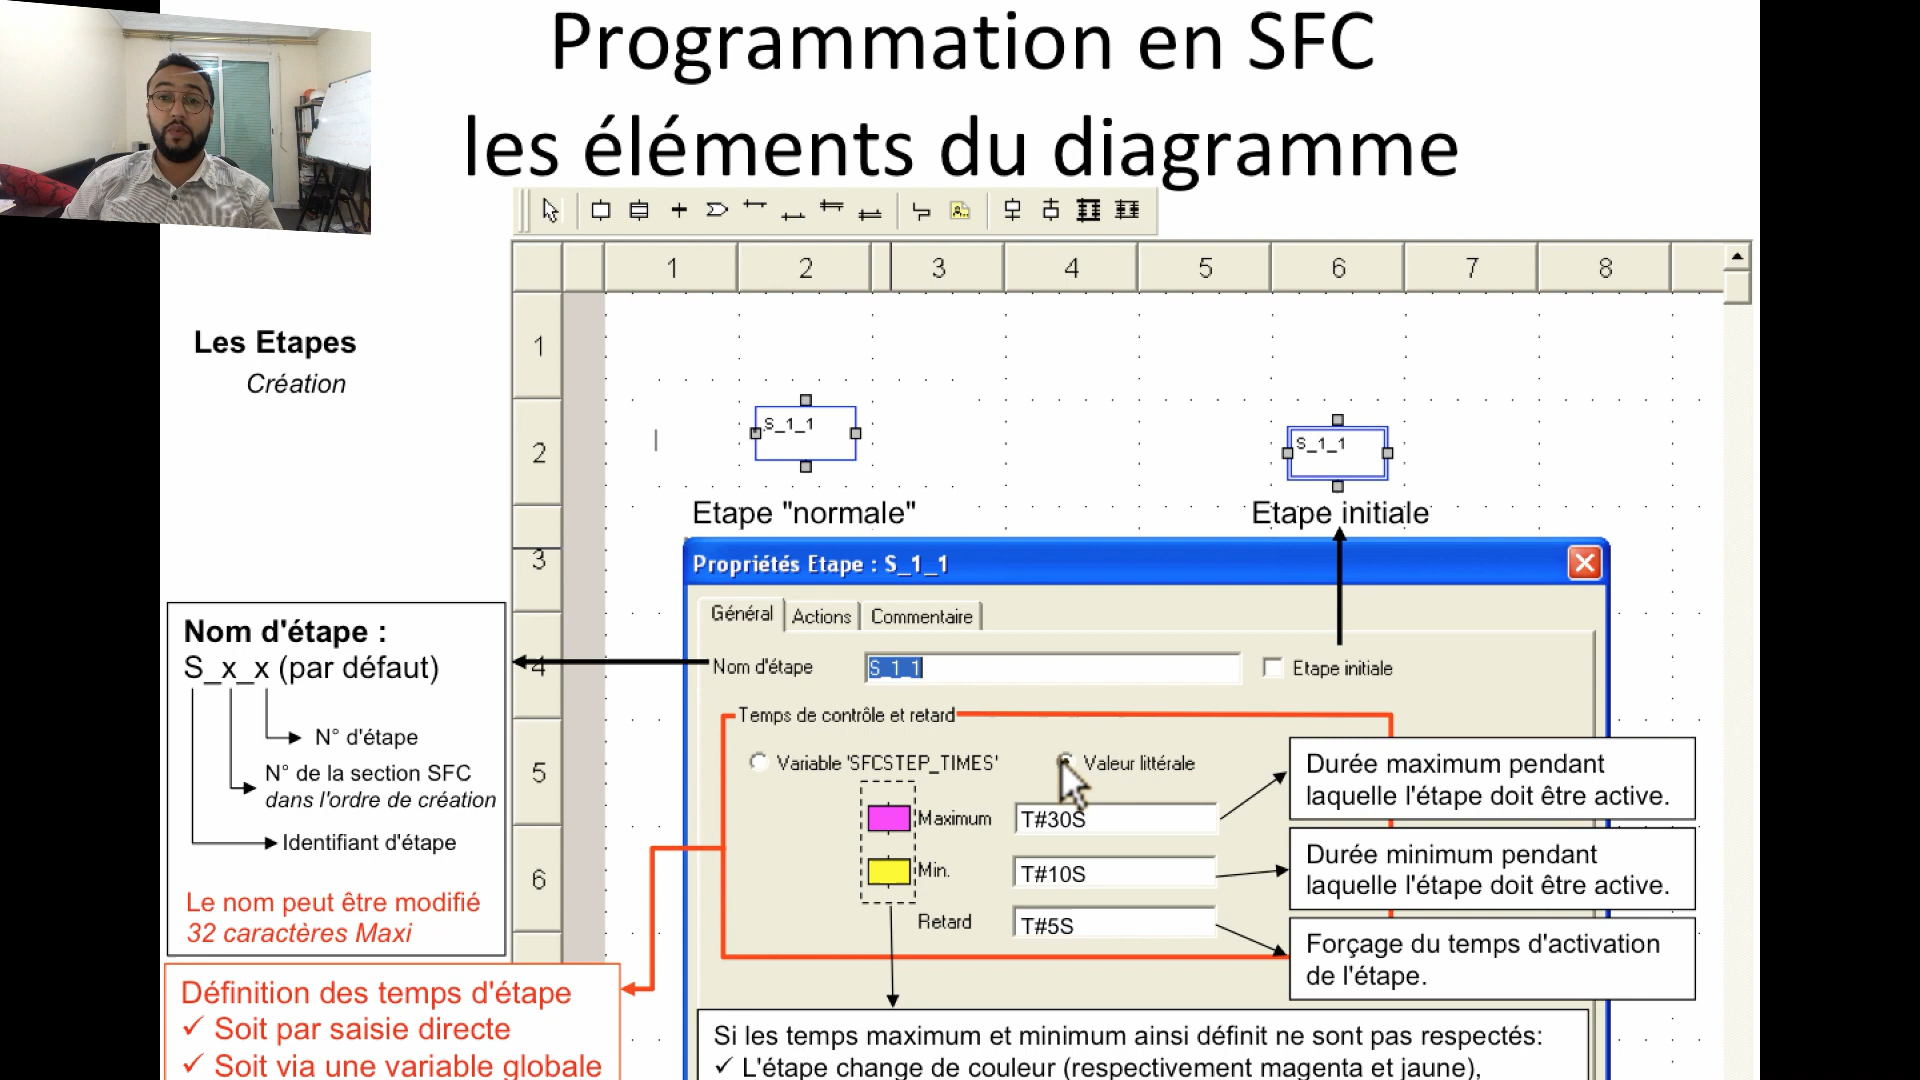 Programmation en SFC
les éléments du diagramme
1 2 3 4 5 6 7 8
Les Etapes
Création
1
2
3
4
5
6
S_1_1
S_1_1
Etape "normale"
Etape initiale
Propriétés Etape : S_1_1
Général Actions Commentaire
Nom d'étape S_1_1 Etape initiale
Nom d'étape :
S_x_x (par défaut)
N° d'étape
N° de la section SFC
dans l'ordre de création
Identifiant d'étape
Le nom peut être modifié
32 caractères Maxi
Temps de contrôle et retard
Variable 'SFCSTEP_TIMES' Valeur littérale
Maximum T#30S
Min. T#10S
Retard T#5S
Durée maximum pendant
laquelle l'étape doit être active.
Durée minimum pendant
laquelle l'étape doit être active.
Forçage du temps d'activation
de l'étape.
Définition des temps d'étape
✓ Soit par saisie directe
✓ Soit via une variable globale
Si les temps maximum et minimum ainsi définit ne sont pas respectés:
✓ L'étape change de couleur (respectivement magenta et jaune),